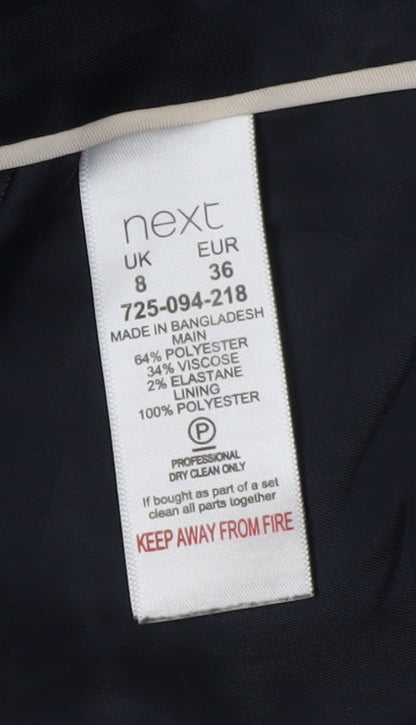 next
UK EUR
8 36
725-094-218
MADE IN BANGLADESH
MAIN
64% POLYESTER
34% VISCOSE
2% ELASTANE
LINING
100% POLYESTER
P
PROFESSIONAL
DRY CLEAN ONLY
If bought as part of a set
clean all parts together
KEEP AWAY FROM FIRE